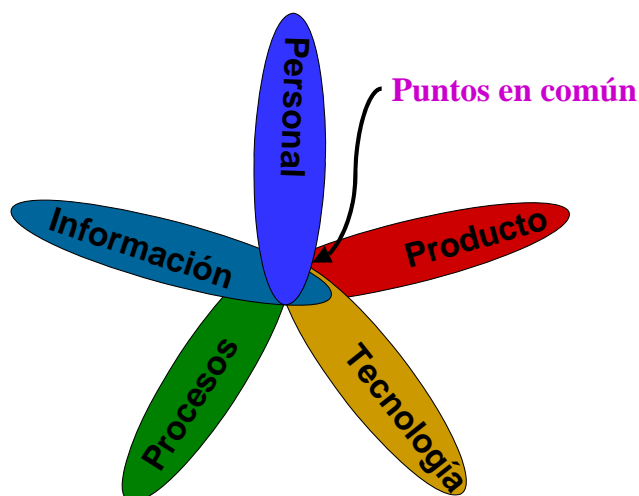 Personal
Puntos en común
Información
Producto
Procesos
Tecnología